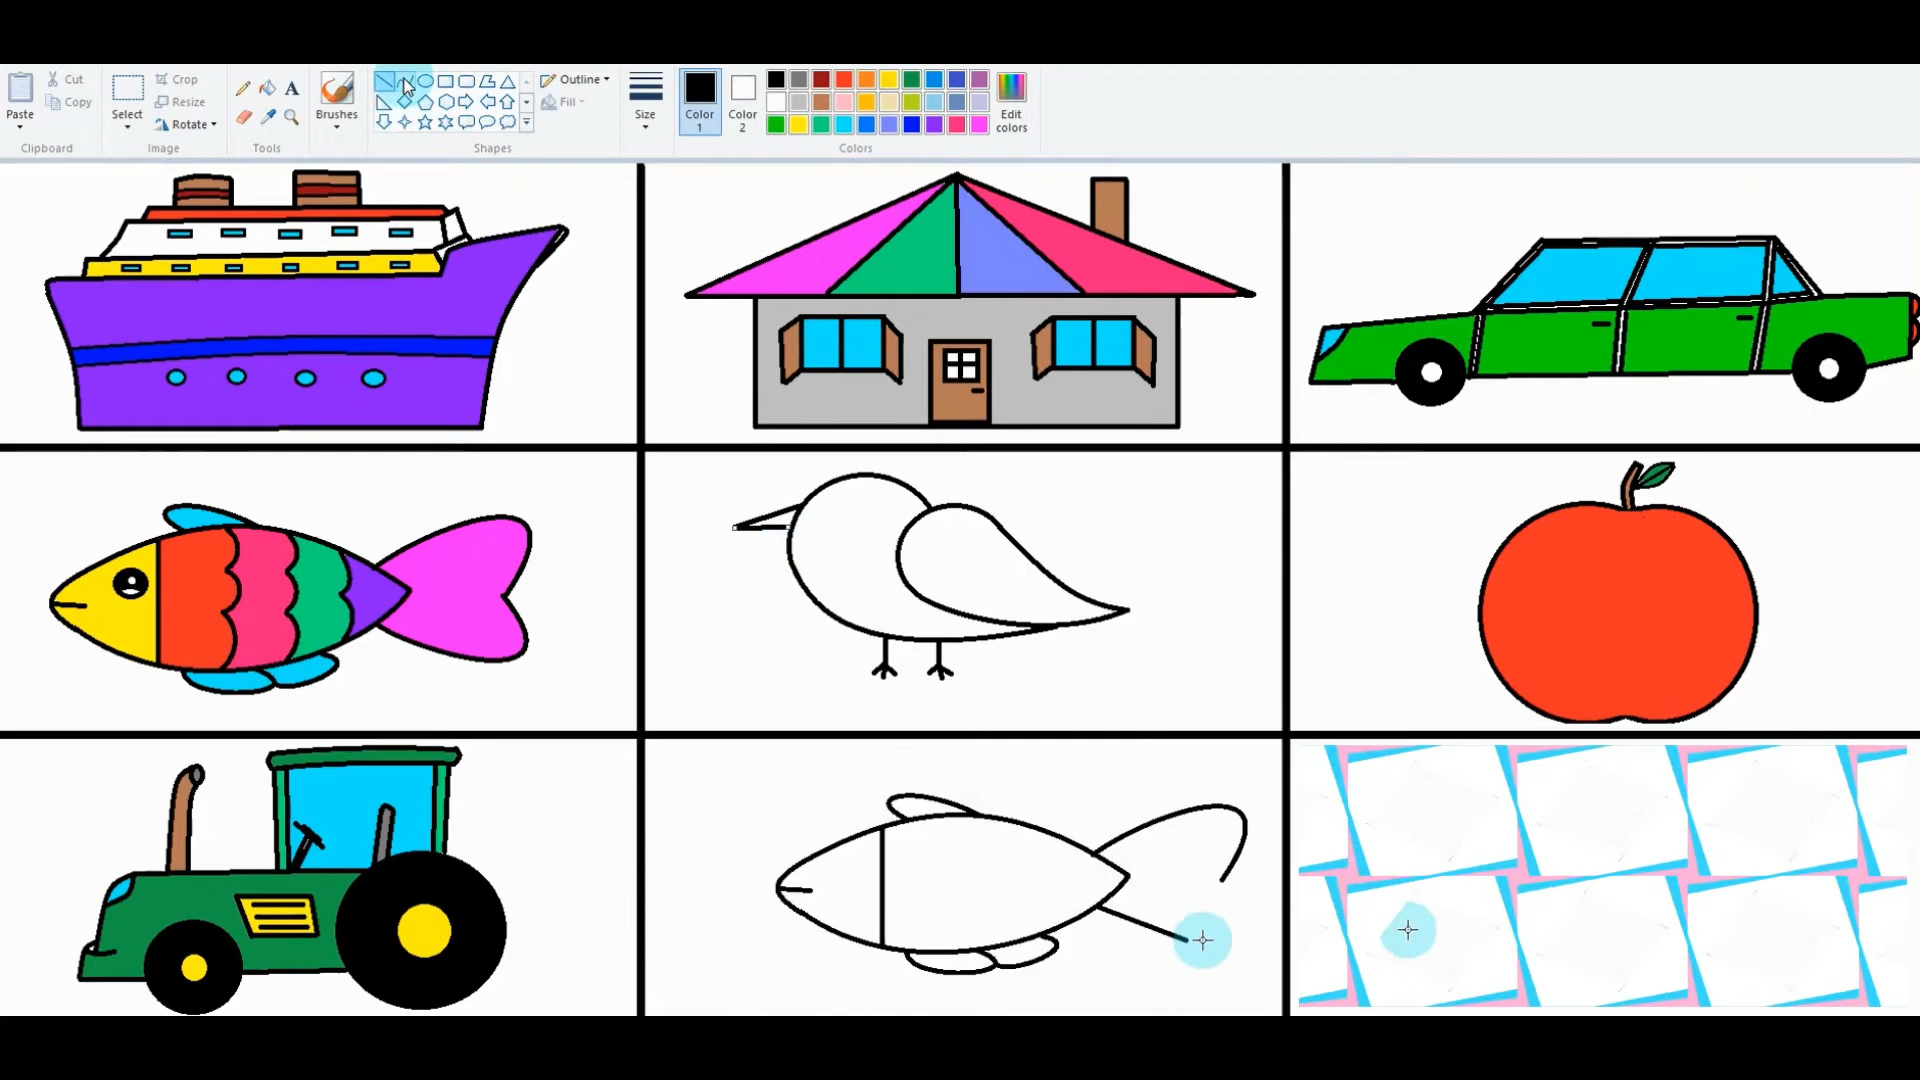 Paste
Cut
Copy
Clipboard
Select
Crop
Resize
Rotate
Image
A
Tools
Brushes
Shapes
Outline
Fill
Size
Color
1
Color
2
Edit
colors
Colors